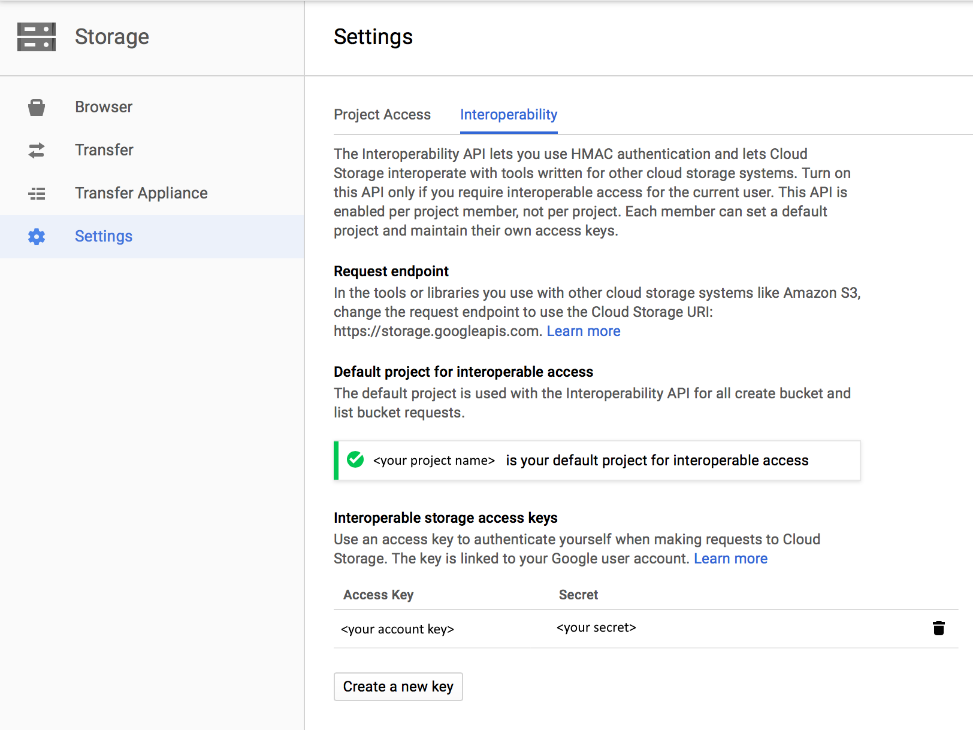 Storage
Settings
Browser
Transfer
Transfer Appliance
Settings
Project Access
Interoperability
The Interoperability API lets you use HMAC authentication and lets Cloud
Storage interoperate with tools written for other cloud storage systems. Turn on
this API only if you require interoperable access for the current user. This API is
enabled per project member, not per project. Each member can set a default
project and maintain their own access keys.
Request endpoint
In the tools or libraries you use with other cloud storage systems like Amazon S3,
change the request endpoint to use the Cloud Storage URI:
https://storage.googleapis.com. Learn more
Default project for interoperable access
The default project is used with the Interoperability API for all create bucket and
list bucket requests.
<your project name> is your default project for interoperable access
Interoperable storage access keys
Use an access key to authenticate yourself when making requests to Cloud
Storage. The key is linked to your Google user account. Learn more
Access Key Secret
<your account key> <your secret>
Create a new key